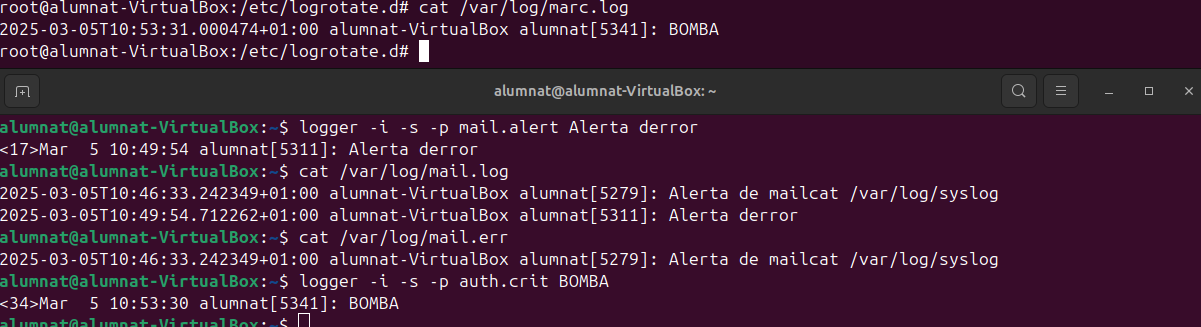 root@alumnat-VirtualBox:/etc/logrotate.d# cat /var/log/marc.log
2025-03-05T10:53:31.000474+01:00 alumnat-VirtualBox alumnat[5341]: BOMBA
root@alumnat-VirtualBox:/etc/logrotate.d#
alumnat@alumnat-VirtualBox: ~
alumnat@alumnat-VirtualBox:~$ logger -i -s -p mail.alert Alerta derror
<17>Mar  5 10:49:54 alumnat[5311]: Alerta derror
alumnat@alumnat-VirtualBox:~$ cat /var/log/mail.log
2025-03-05T10:46:33.242349+01:00 alumnat-VirtualBox alumnat[5279]: Alerta de mailcat /var/log/syslog
2025-03-05T10:49:54.712262+01:00 alumnat-VirtualBox alumnat[5311]: Alerta derror
alumnat@alumnat-VirtualBox:~$ cat /var/log/mail.err
2025-03-05T10:46:33.242349+01:00 alumnat-VirtualBox alumnat[5279]: Alerta de mailcat /var/log/syslog
alumnat@alumnat-VirtualBox:~$ logger -i -s -p auth.crit BOMBA
<34>Mar  5 10:53:30 alumnat[5341]: BOMBA
alumnat@alumnat-VirtualBox:~$